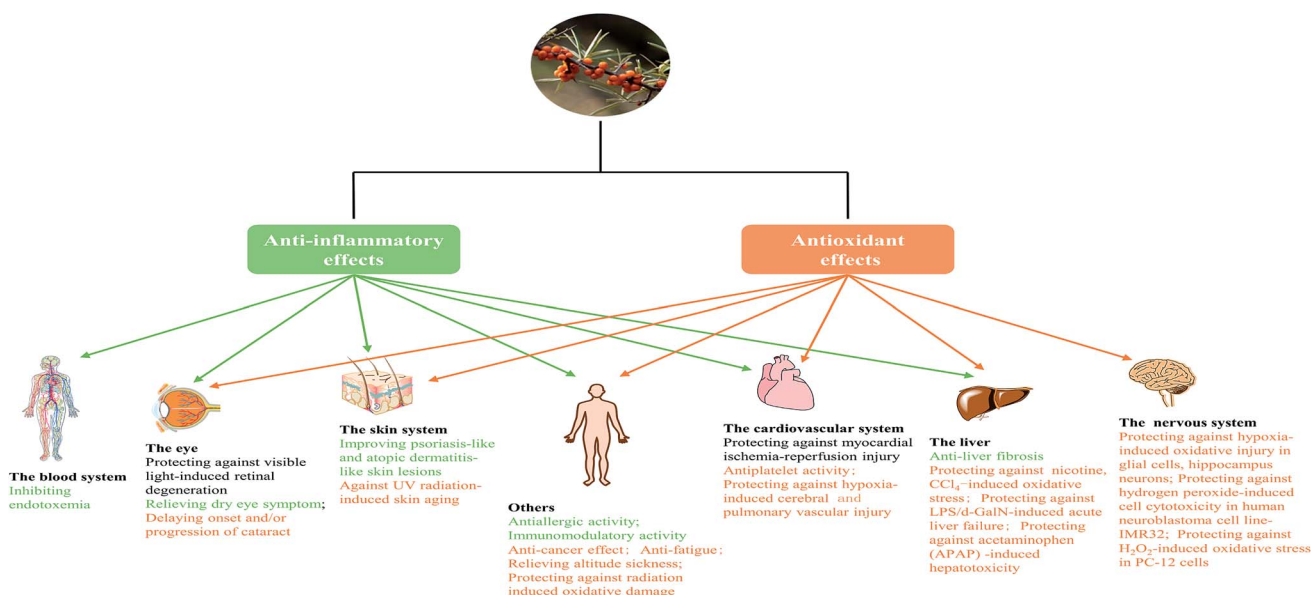 Anti-inflammatory
effects
Antioxidant
effects
The blood system
Inhibiting
endotoxemia
The eye
Protecting against visible
light-induced retinal
degeneration
Relieving dry eye symptom;
Delaying onset and/or
progression of cataract
The skin system
Improving psoriasis-like
and atopic dermatitis-
like skin lesions
Against UV radiation-
induced skin aging
Others
Antiallergic activity;
Immunomodulatory activity
Anti-cancer effect; Anti-fatigue;
Relieving altitude sickness;
Protecting against radiation
induced oxidative damage
The cardiovascular system
Protecting against myocardial
ischemia-reperfusion injury
Antiplatelet activity;
Protecting against hypoxia-
induced cerebral and
pulmonary vascular injury
The liver
Anti-liver fibrosis
Protecting against nicotine,
CCl₄-induced oxidative
stress; Protecting against
LPS/d-GalN-induced acute
liver failure; Protecting
against acetaminophen
(APAP) -induced
hepatotoxicity
The nervous system
Protecting against hypoxia-
induced oxidative injury in
glial cells, hippocampus
neurons; Protecting against
hydrogen peroxide-induced
cell cytotoxicity in human
neuroblastoma cell line-
IMR32; Protecting against
H₂O₂-induced oxidative stress
in PC-12 cells